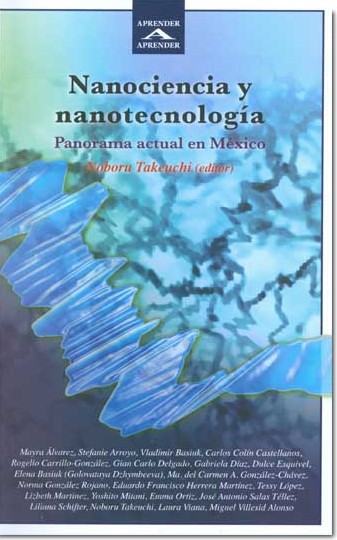 APRENDER
A
APRENDER
Nanociencia y
nanotecnología
Panorama actual en México
Noboru Takeuchi (editor)
Mayra Álvarez, Stefanie Arroyo, Vladimir Basiuk, Carlos Colín Castellanos,
Rogelio Carrillo-González, Gian Carlo Delgado, Gabriela Díaz, Dulce Esquivel,
Elena Basiuk (Golovataya Dzhymbeeva), Ma. del Carmen A. González-Chávez,
Norma González Rojano, Eduardo Francisco Herrera Martínez, Tessy López,
Lizbeth Martínez, Yoshito Mitani, Emma Ortiz, José Antonio Salas Téllez,
Liliana Schifter, Noboru Takeuchi, Laura Viana, Miguel Villesid Alonso